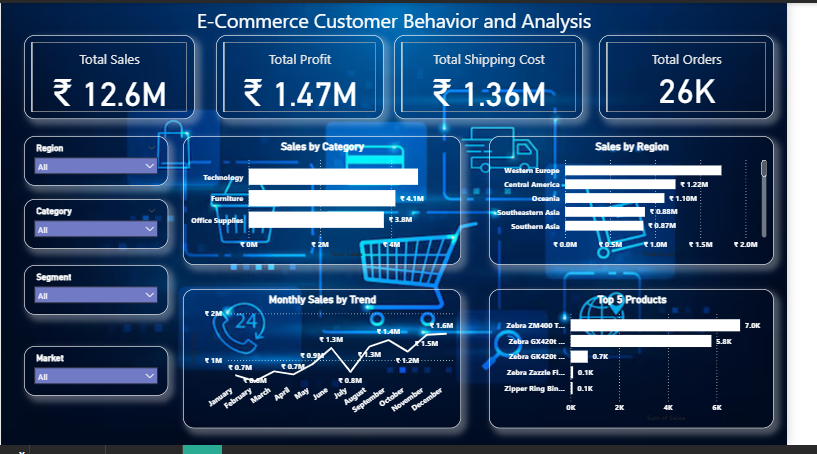 E-Commerce Customer Behavior and Analysis
Total Sales
₹ 12.6M
Total Profit
₹ 1.47M
Total Shipping Cost
₹ 1.36M
Total Orders
26K
Region
All
Category
All
Segment
All
Market
All
Sales by Category
Technology
Furniture
₹ 4.1M
Office Supplies
₹ 3.8M
₹ 0M ₹ 2M ₹ 4M
Sales by Region
Western Europe
Central America
₹ 1.22M
Oceania
₹ 1.10M
Southeastern Asia
₹ 0.88M
Southern Asia
₹ 0.87M
₹ 0.0M ₹ 0.5M ₹ 1.0M ₹ 1.5M ₹ 2.0M
Monthly Sales by Trend
₹ 2M
₹ 1M
₹ 0.7M
₹ 0.6M
₹ 0.7M
₹ 0.9M
₹ 1.3M
₹ 0.8M
₹ 1.3M
₹ 1.4M
₹ 1.2M
₹ 1.5M
₹ 1.6M
January
February
March
April
May
June
July
August
September
October
November
December
24
Top 5 Products
Zebra ZM400 T...
7.0K
Zebra GX420t ...
5.8K
Zebra GK420t ...
0.7K
Zebra Zazzle Fl...
0.1K
Zipper Ring Bin...
0.1K
0K 2K 4K 6K
Sum of Sales